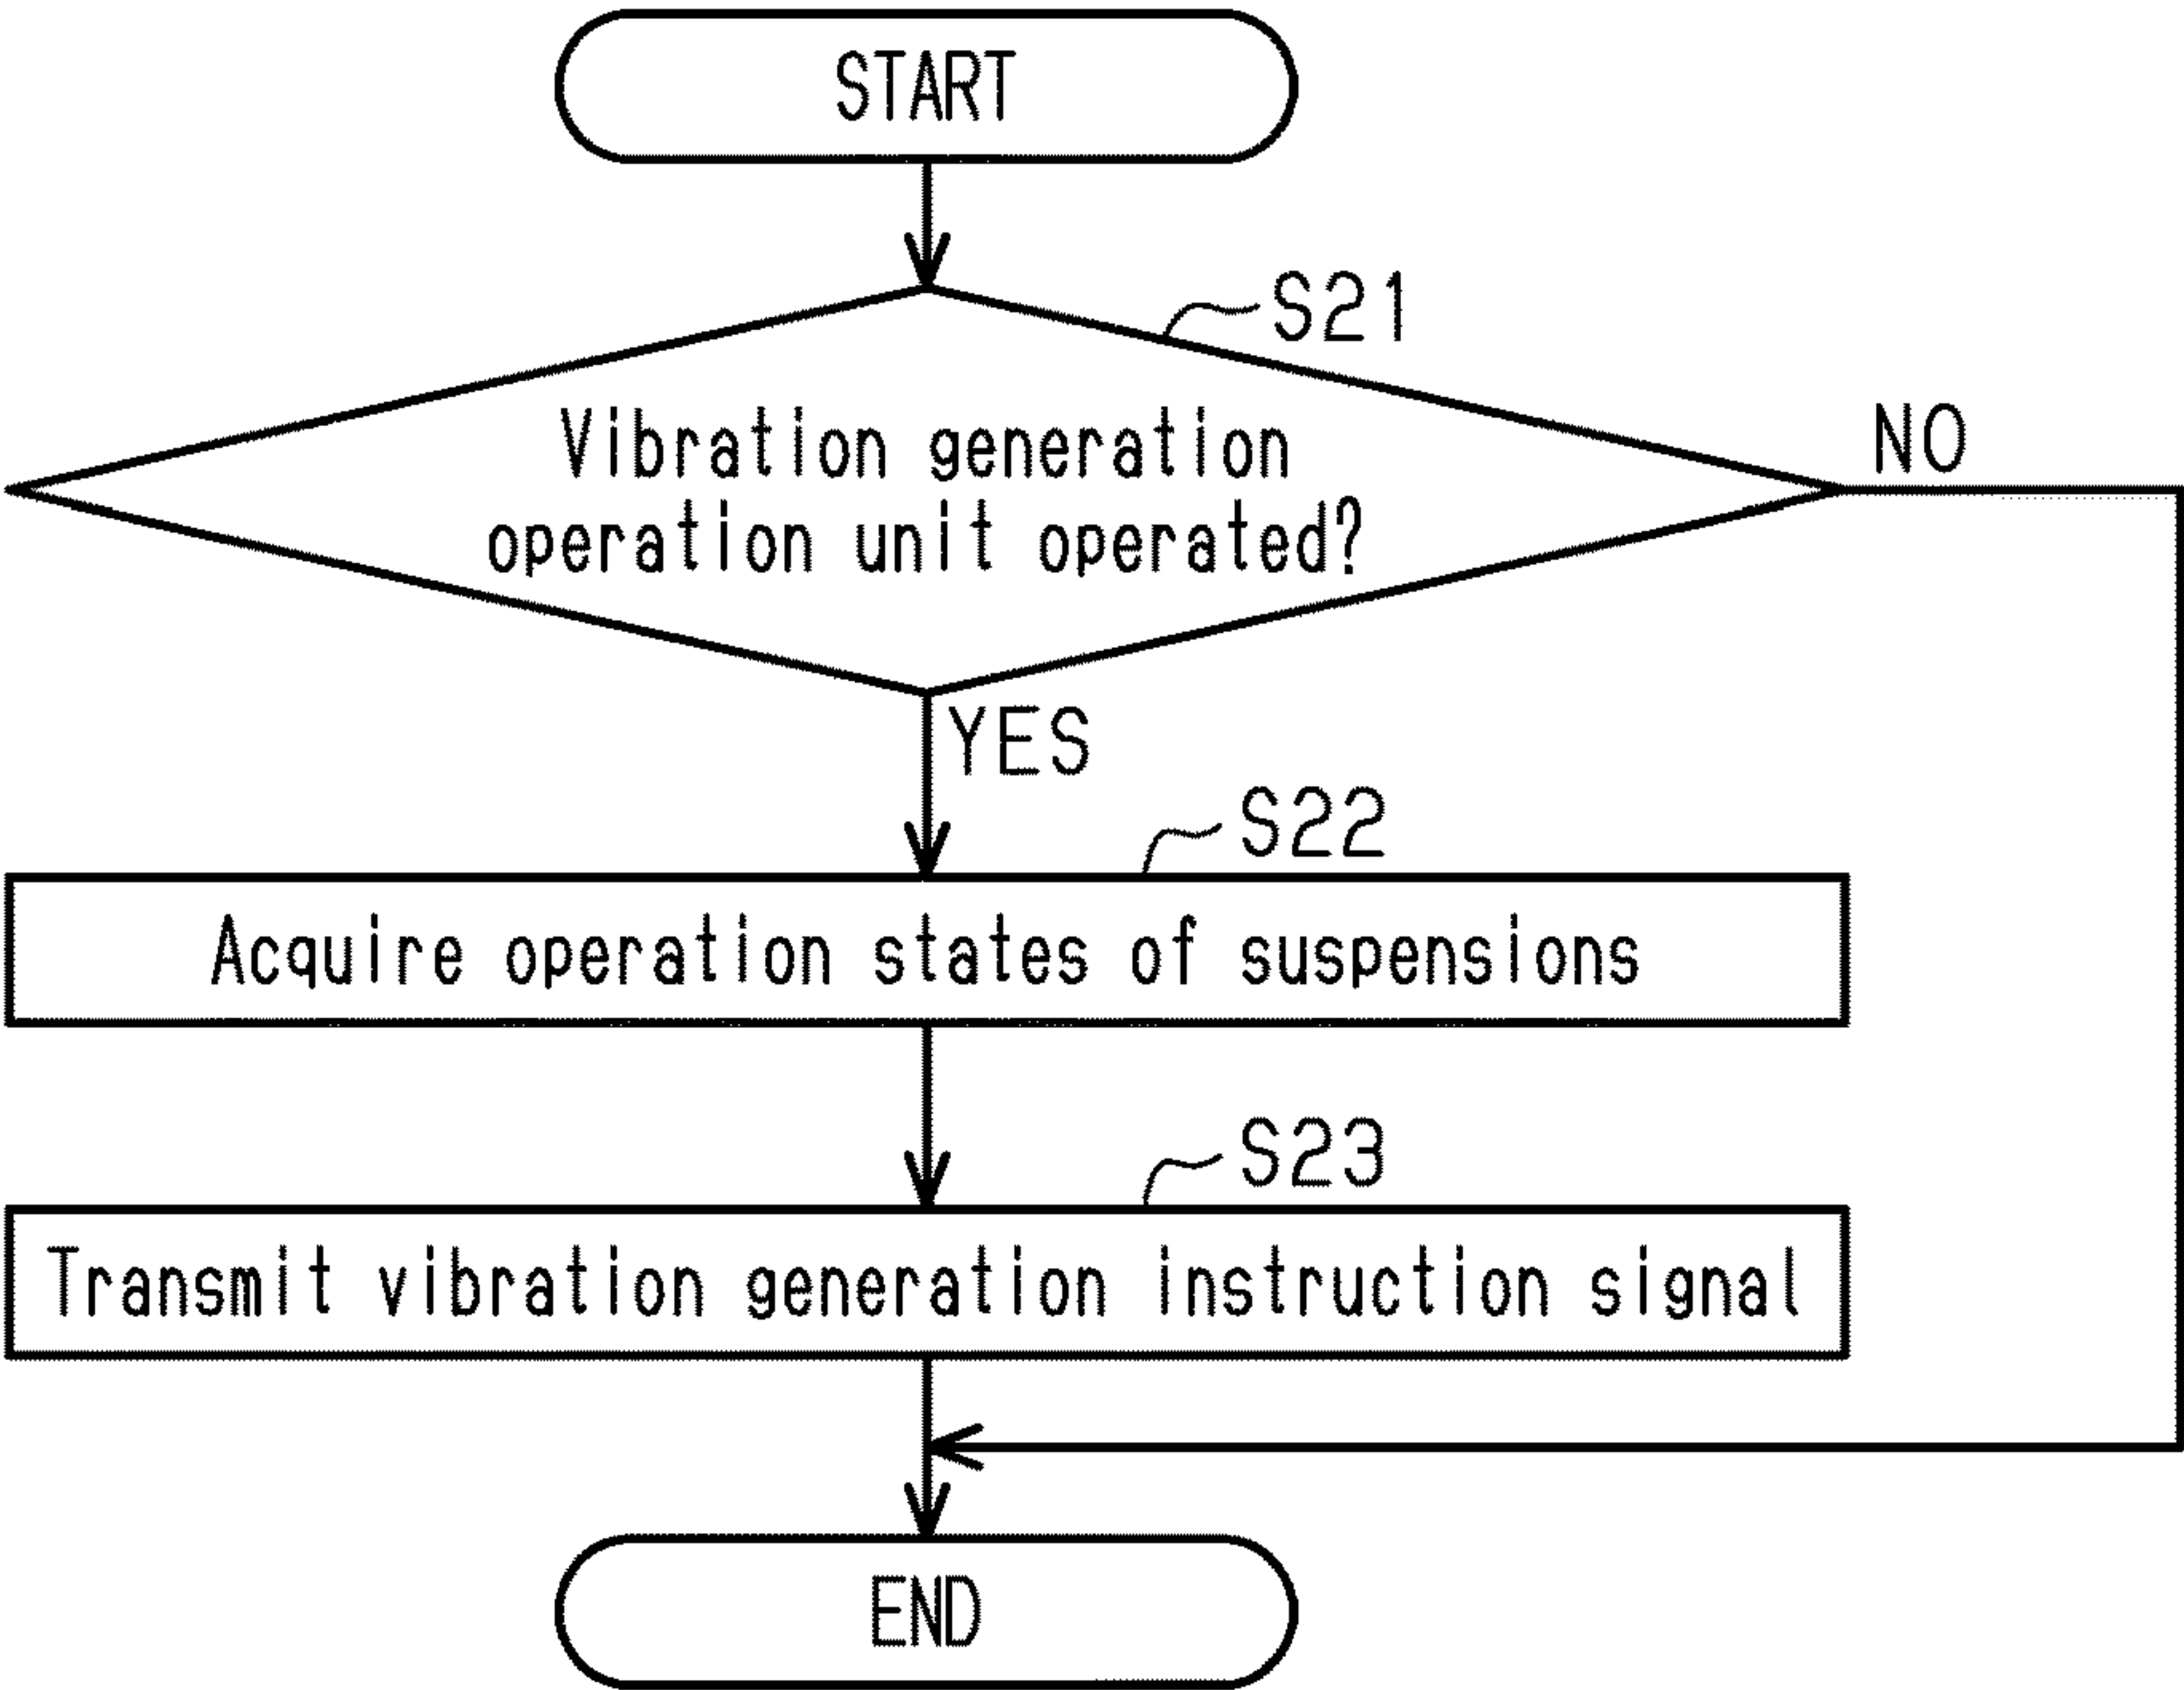 START
S21
Vibration generation
operation unit operated?
NO
YES
S22
Acquire operation states of suspensions
S23
Transmit vibration generation instruction signal
END